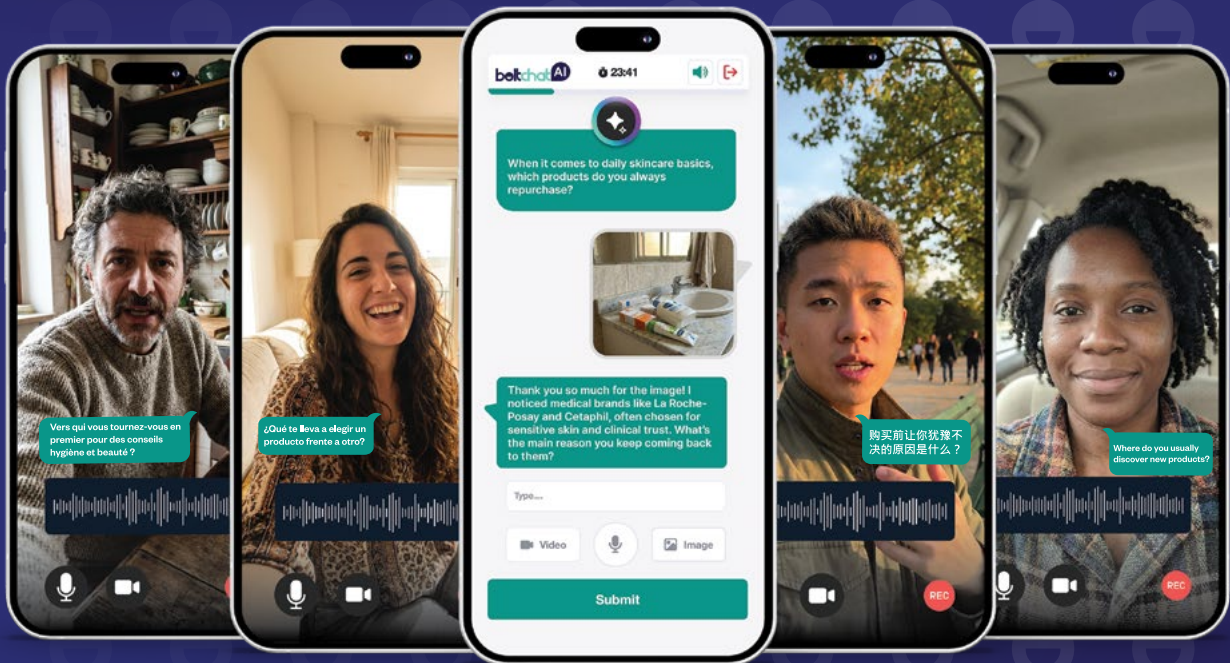 Vers qui vous tournez-vous en
premier pour des conseils
hygiène et beauté ?
¿Qué te lleva a elegir un
producto frente a otro?
boltchatAI
23:41
When it comes to daily skincare basics,
which products do you always
repurchase?
Thank you so much for the image! I
noticed medical brands like La Roche-
Posay and Cetaphil, often chosen for
sensitive skin and clinical trust. What's
the main reason you keep coming back
to them?
Type....
Video
Image
Submit
购买前让你犹豫不
决的原因是什么？
REC
Where do you usually
discover new products?
REC